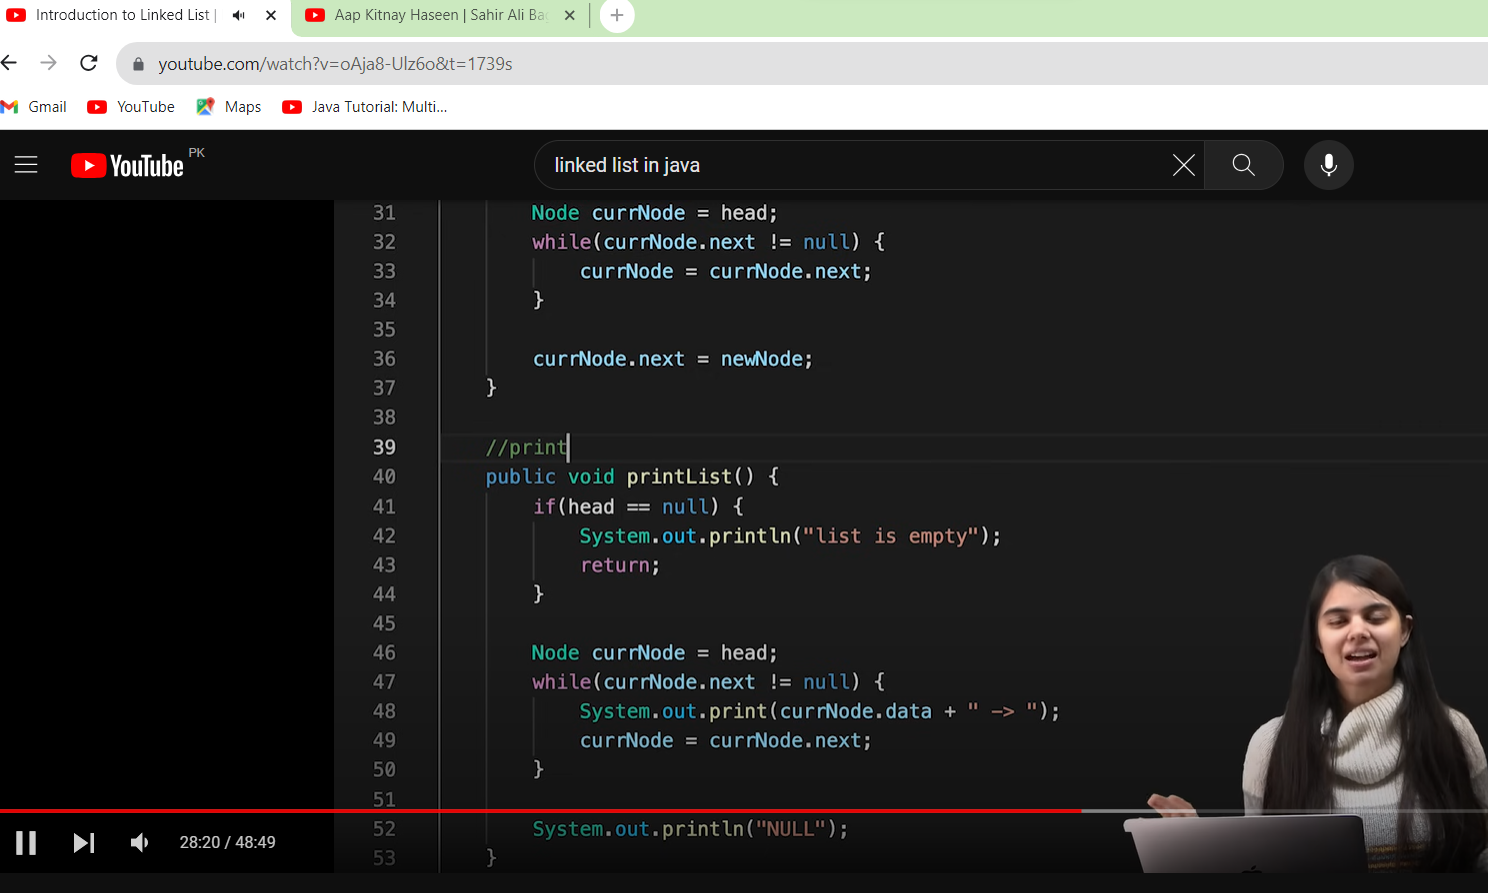 Introduction to Linked List |
Aap Kitnay Haseen | Sahir Ali Bag
youtube.com/watch?v=oAja8-Ulz6o&t=1739s
Gmail YouTube Maps Java Tutorial: Multi...
YouTube PK
linked list in java
31 Node currNode = head;
32 while(currNode.next != null) {
33 currNode = currNode.next;
34 }
35
36 currNode.next = newNode;
37 }
38
39 //print
40 public void printList() {
41 if(head == null) {
42 System.out.println("list is empty");
43 return;
44 }
45
46 Node currNode = head;
47 while(currNode.next != null) {
48 System.out.print(currNode.data + " -> ");
49 currNode = currNode.next;
50 }
51
52 System.out.println("NULL");
53 }
28:20 / 48:49